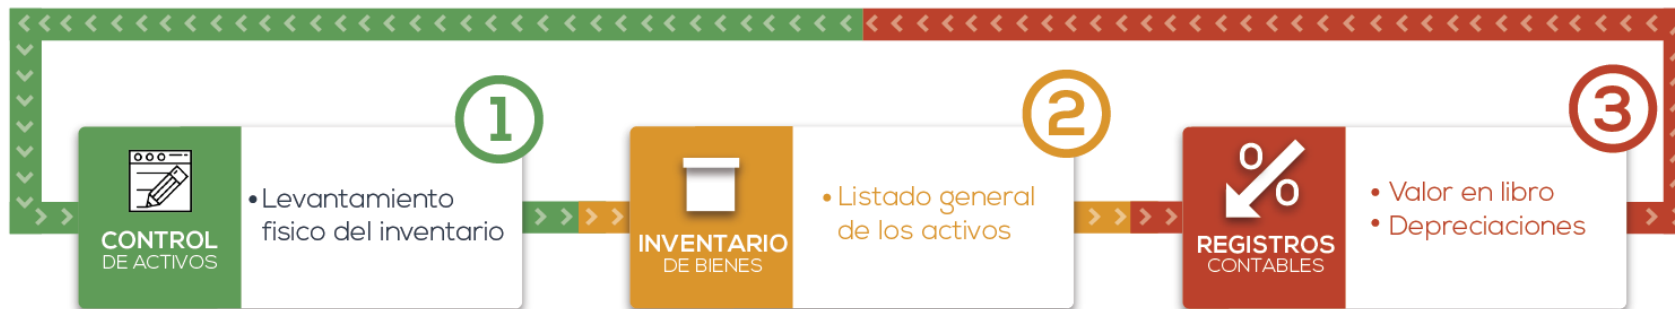 1
CONTROL
DE ACTIVOS
• Levantamiento
fisico del inventario
2
INVENTARIO
DE BIENES
• Listado general
de los activos
3
%
REGISTROS
CONTABLES
• Valor en libro
• Depreciaciones